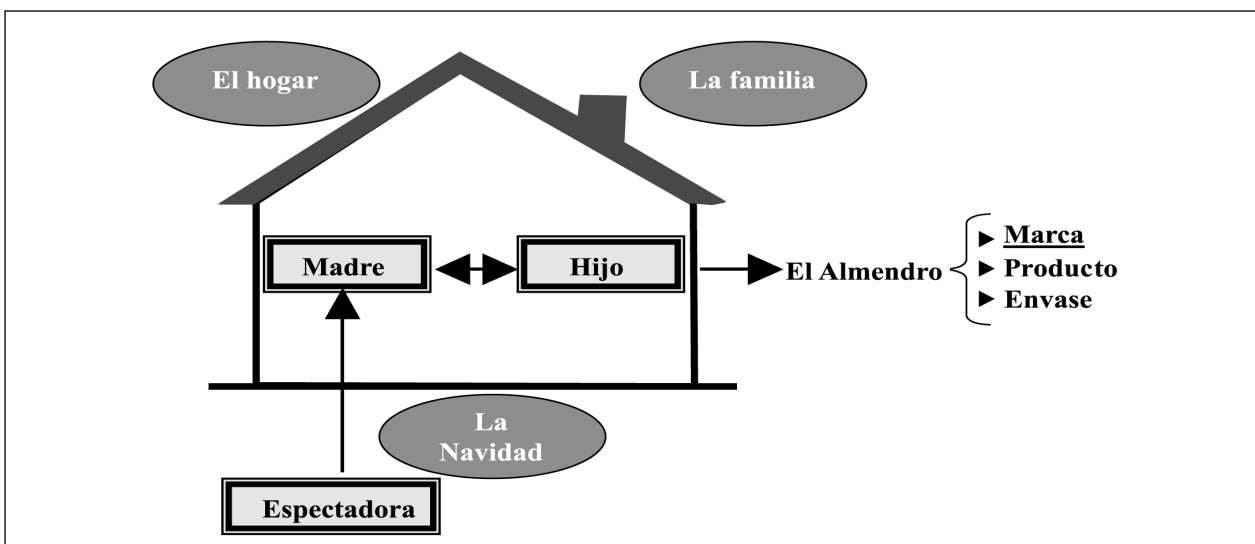 El hogar
La familia
Madre
Hijo
El Almendro
► Marca
► Producto
► Envase
La
Navidad
Espectadora